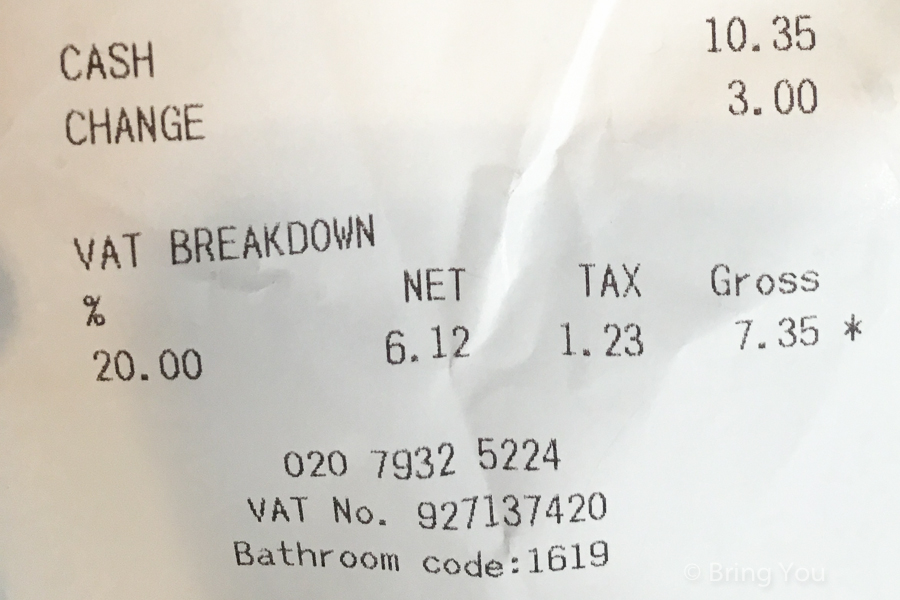 CASH 10.35
CHANGE 3.00
VAT BREAKDOWN
% NET TAX Gross
20.00 6.12 1.23 7.35 *
020 7932 5224
VAT No. 927137420
Bathroom code:1619
© Bring You